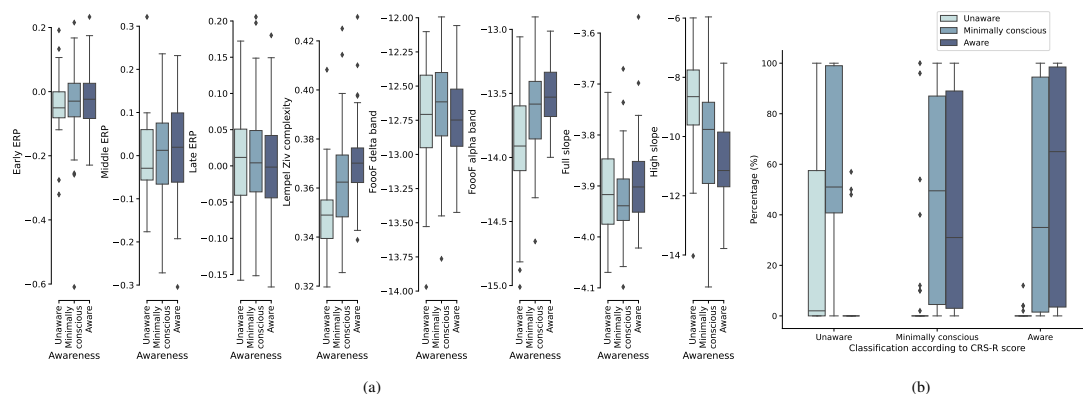 Early ERP
0.2
0.0
−0.2
−0.4
−0.6
Unaware
Minimally
conscious
Aware
Awareness
Middle ERP
0.3
0.2
0.1
0.0
−0.1
−0.2
−0.3
Unaware
Minimally
conscious
Aware
Awareness
Late ERP
0.20
0.15
0.10
0.05
0.00
−0.05
−0.10
−0.15
Unaware
Minimally
conscious
Aware
Awareness
Lempel Ziv complexity
0.42
0.40
0.38
0.36
0.34
0.32
Unaware
Minimally
conscious
Aware
Awareness
FoooF delta band
−12.00
−12.25
−12.50
−12.75
−13.00
−13.25
−13.50
−13.75
−14.00
Unaware
Minimally
conscious
Aware
Awareness
FoooF alpha band
−13.0
−13.5
−14.0
−14.5
−15.0
Unaware
Minimally
conscious
Aware
Awareness
Full slope
−3.6
−3.7
−3.8
−3.9
−4.0
−4.1
Unaware
Minimally
conscious
Aware
Awareness
High slope
−6
−8
−10
−12
−14
Unaware
Minimally
conscious
Aware
Awareness
(a)
Unaware
Minimally conscious
Aware
Percentage (%)
100
80
60
40
20
0
Unaware
Minimally conscious
Aware
Classification according to CRS-R score
(b)